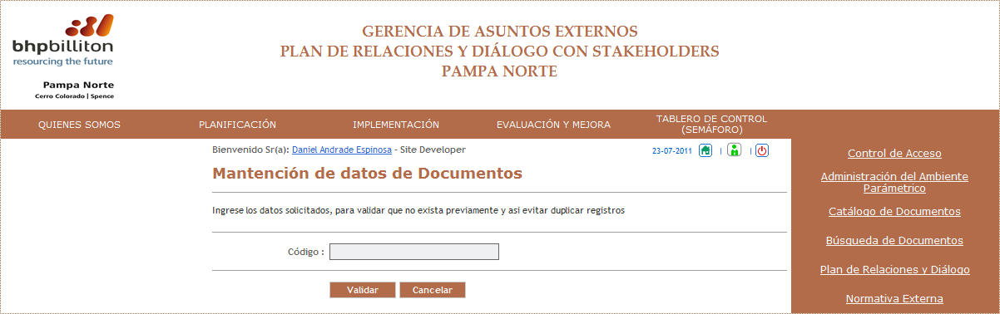 bhpbilliton
resourcing the future
Pampa Norte
Cerro Colorado | Spence
GERENCIA DE ASUNTOS EXTERNOS
PLAN DE RELACIONES Y DIÁLOGO CON STAKEHOLDERS
PAMPA NORTE
QUIENES SOMOS
PLANIFICACIÓN
IMPLEMENTACIÓN
EVALUACIÓN Y MEJORA
TABLERO DE CONTROL
(SEMÁFORO)
Bienvenido Sr(a): Daniel Andrade Espinosa - Site Developer
23-07-2011 | |
Mantención de datos de Documentos
Ingrese los datos solicitados, para validar que no exista previamente y asi evitar duplicar registros
Código :
Validar
Cancelar
Control de Acceso
Administración del Ambiente
Parámetrico
Catálogo de Documentos
Búsqueda de Documentos
Plan de Relaciones y Diálogo
Normativa Externa